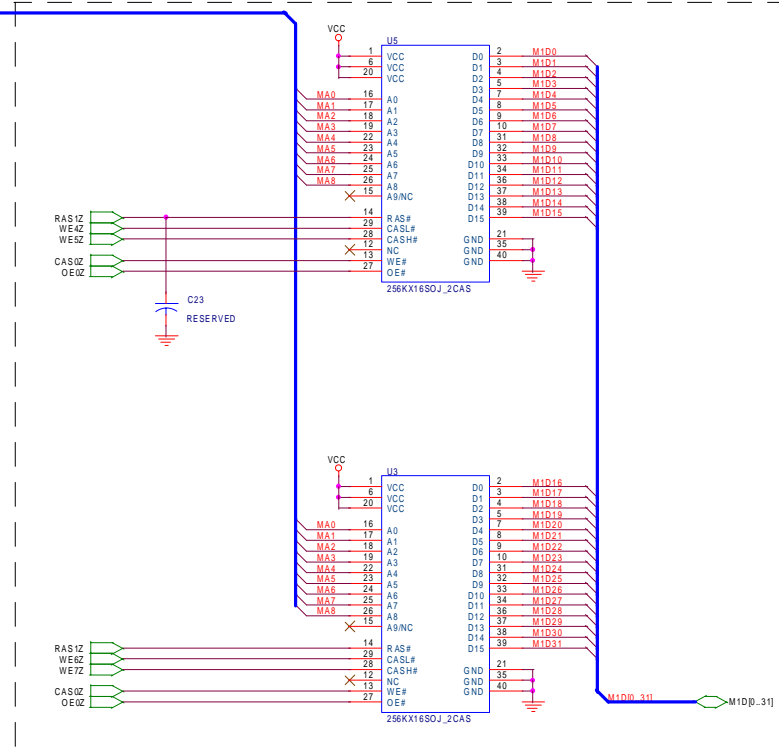 VCC
U5
1 VCC D0 2 M1D0
6 VCC D1 3 M1D1
20 VCC D2 4 M1D2
D3 5 M1D3
MA0 16 A0 D4 7 M1D4
MA1 17 A1 D5 8 M1D5
MA2 18 A2 D6 9 M1D6
MA3 19 A3 D7 10 M1D7
MA4 22 A4 D8 31 M1D8
MA5 23 A5 D9 32 M1D9
MA6 24 A6 D10 33 M1D10
MA7 25 A7 D11 34 M1D11
MA8 26 A8 D12 36 M1D12
15 A9/NC D13 37 M1D13
D14 38 M1D14
RAS1Z 14 RAS# D15 39 M1D15
WE4Z 29 CASL#
WE5Z 28 CASH# GND 21
12 NC GND 35
CAS0Z 13 WE# GND 40
OE0Z 27 OE#
256KX16SOJ_2CAS
C23
RESERVED
VCC
U3
1 VCC D0 2 M1D16
6 VCC D1 3 M1D17
20 VCC D2 4 M1D18
D3 5 M1D19
MA0 16 A0 D4 7 M1D20
MA1 17 A1 D5 8 M1D21
MA2 18 A2 D6 9 M1D22
MA3 19 A3 D7 10 M1D23
MA4 22 A4 D8 31 M1D24
MA5 23 A5 D9 32 M1D25
MA6 24 A6 D10 33 M1D26
MA7 25 A7 D11 34 M1D27
MA8 26 A8 D12 36 M1D28
15 A9/NC D13 37 M1D29
D14 38 M1D30
RAS1Z 14 RAS# D15 39 M1D31
WE6Z 29 CASL#
WE7Z 28 CASH# GND 21
12 NC GND 35
CAS0Z 13 WE# GND 40
OE0Z 27 OE#
M1D[0..31] M1D[0..31]
256KX16SOJ_2CAS